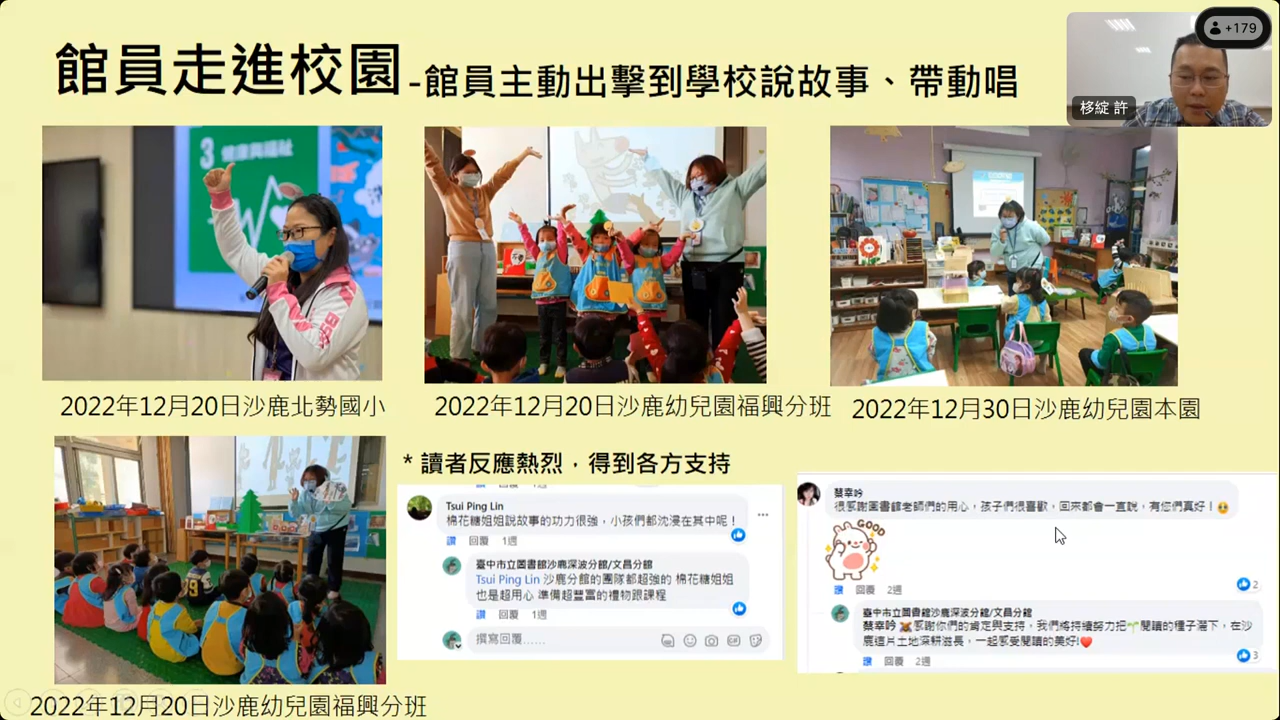 館員走進校園-館員主動出擊到學校說故事、帶動唱
+179
移綻 許
3 健康與福祉
2022年12月20日沙鹿北勢國小
2022年12月20日沙鹿幼兒園福興分班
2022年12月30日沙鹿幼兒園本園
* 讀者反應熱烈，得到各方支持
Tsui Ping Lin
棉花糖姐姐說故事的功力很強，小孩們都沈浸在其中呢！
讚 回覆 1週
臺中市立圖書館沙鹿深波分館/文昌分館
Tsui Ping Lin 沙鹿分館的團隊都超強的 棉花糖姐姐
也是超用心 準備超豐富的禮物跟課程
讚 回覆 1週
撰寫回覆……
蔡幸吟
很感謝圖書館老師們的用心，孩子們很喜歡，回來都會一直說，有您們真好！
GOOD
讚 回覆 2週
2
臺中市立圖書館沙鹿深波分館/文昌分館
蔡幸吟 感謝你們的肯定與支持，我們將持續努力把🌱閱讀的種子灑下，在沙
鹿這片土地深耕滋長，一起感受閱讀的美好!❤️
讚 回覆 2週
3
2022年12月20日沙鹿幼兒園福興分班